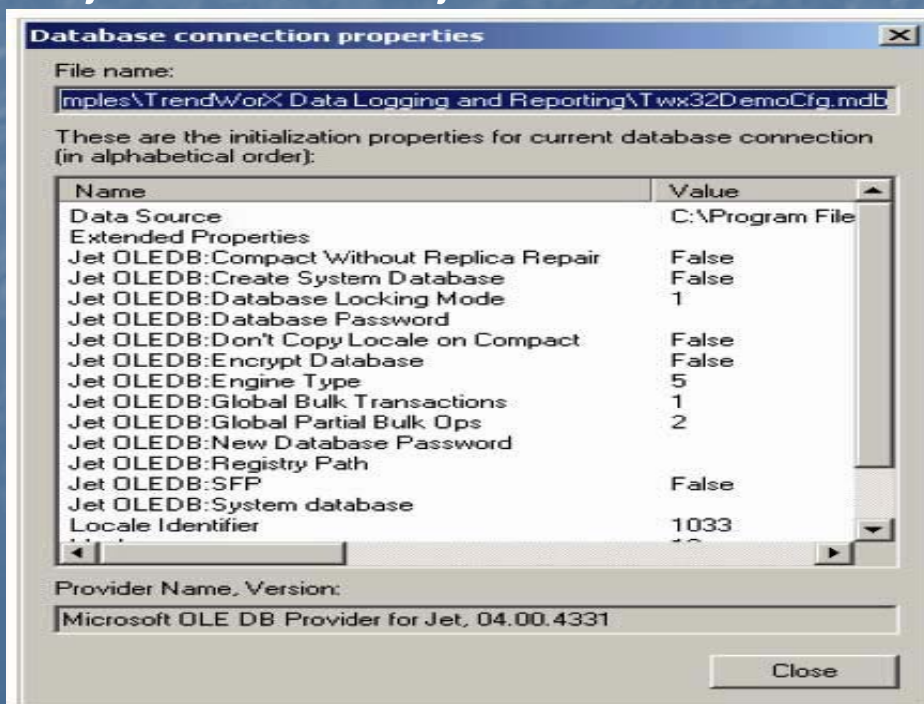 Database connection properties
File name:
mples\TrendWorX Data Logging and Reporting\Twx32DemoCfg.mdb
These are the initialization properties for current database connection
(in alphabetical order):
Name Value
Data Source C:\Program File
Extended Properties
Jet OLEDB:Compact Without Replica Repair False
Jet OLEDB:Create System Database False
Jet OLEDB:Database Locking Mode 1
Jet OLEDB:Database Password
Jet OLEDB:Don't Copy Locale on Compact False
Jet OLEDB:Encrypt Database False
Jet OLEDB:Engine Type 5
Jet OLEDB:Global Bulk Transactions 1
Jet OLEDB:Global Partial Bulk Ops 2
Jet OLEDB:New Database Password
Jet OLEDB:Registry Path
Jet OLEDB:SFP False
Jet OLEDB:System database
Locale Identifier 1033
Provider Name, Version:
Microsoft OLE DB Provider for Jet, 04.00.4331
Close